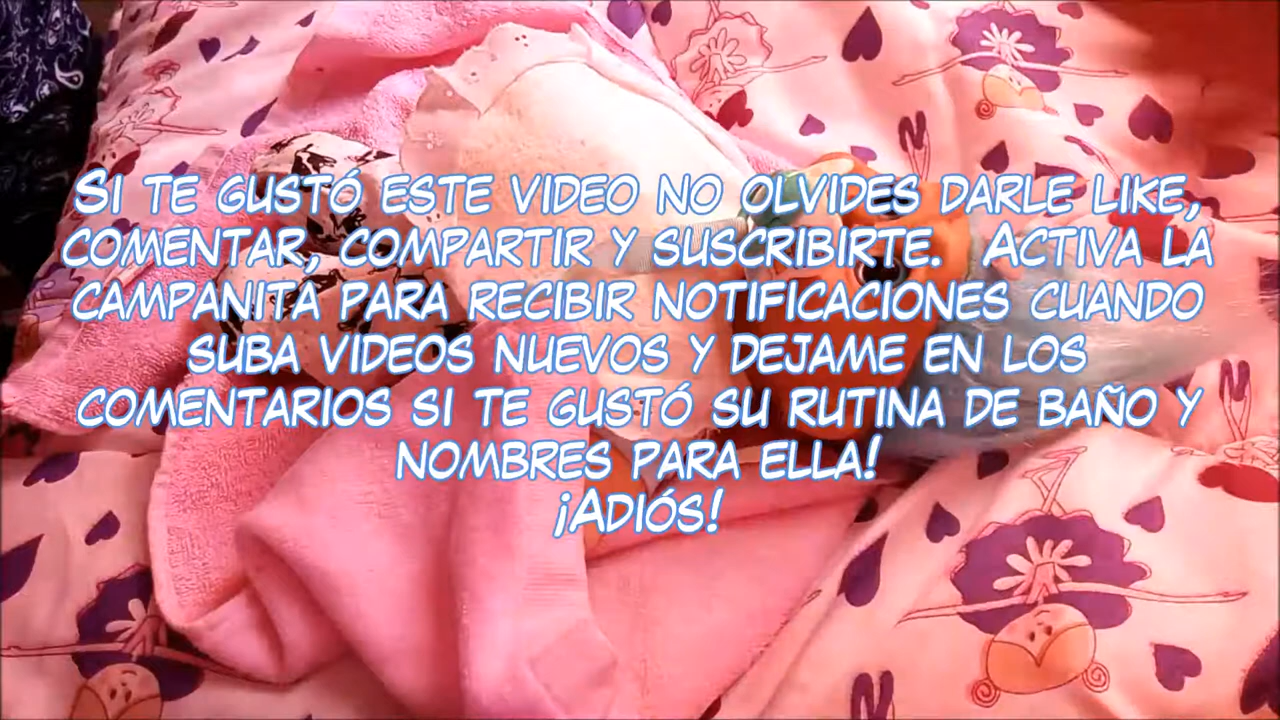 Si te gustó este video no olvides darle like,
comentar, compartir y suscribirte. Activa la
campanita para recibir notificaciones cuando
suba videos nuevos y dejame en los
comentarios si te gustó su rutina de baño y
nombres para ella!
¡Adiós!